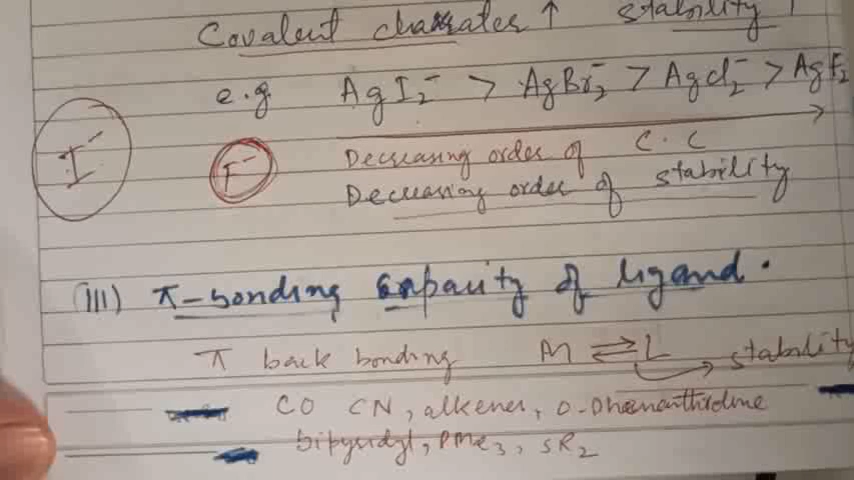 Covalent charrater ↑ stability ↑
e.g AgI₂⁻ > AgBr₂⁻ > AgCl₂⁻ > AgF₂
I⁻ F⁻ Decreasing order of C.C
Decreasing order of stability
(III) π-bonding capacity of ligand.
π back bonding M ⇌ L → stability
CO CN, alkenes, O-Phenanthroline
bipyridyl, PMe₃, SR₂